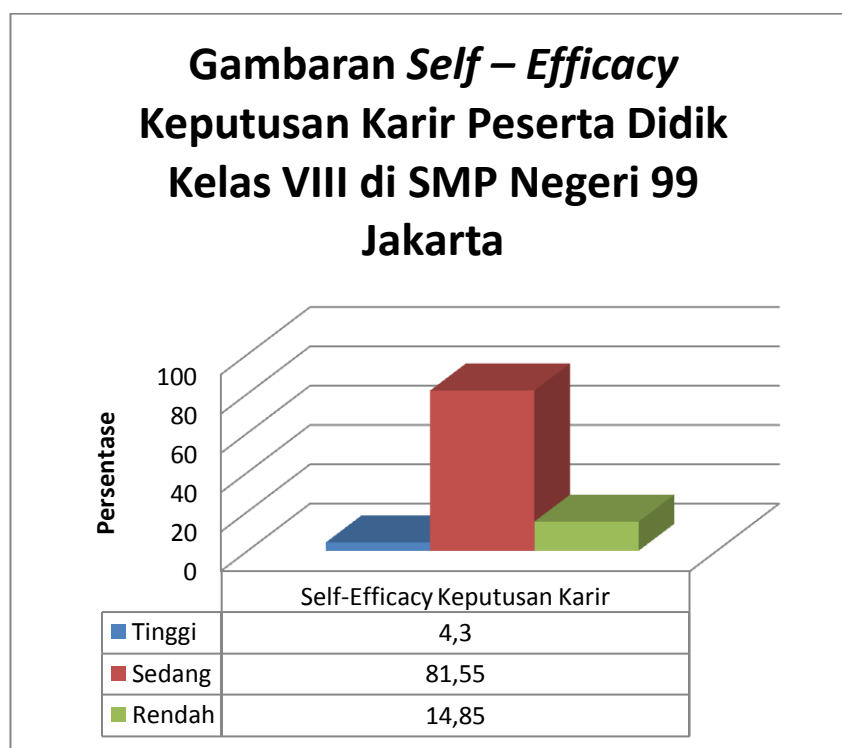 Gambaran Self – Efficacy
Keputusan Karir Peserta Didik
Kelas VIII di SMP Negeri 99
Jakarta
Persentase
100
80
60
40
20
0
Self-Efficacy Keputusan Karir
Tinggi 4,3
Sedang 81,55
Rendah 14,85